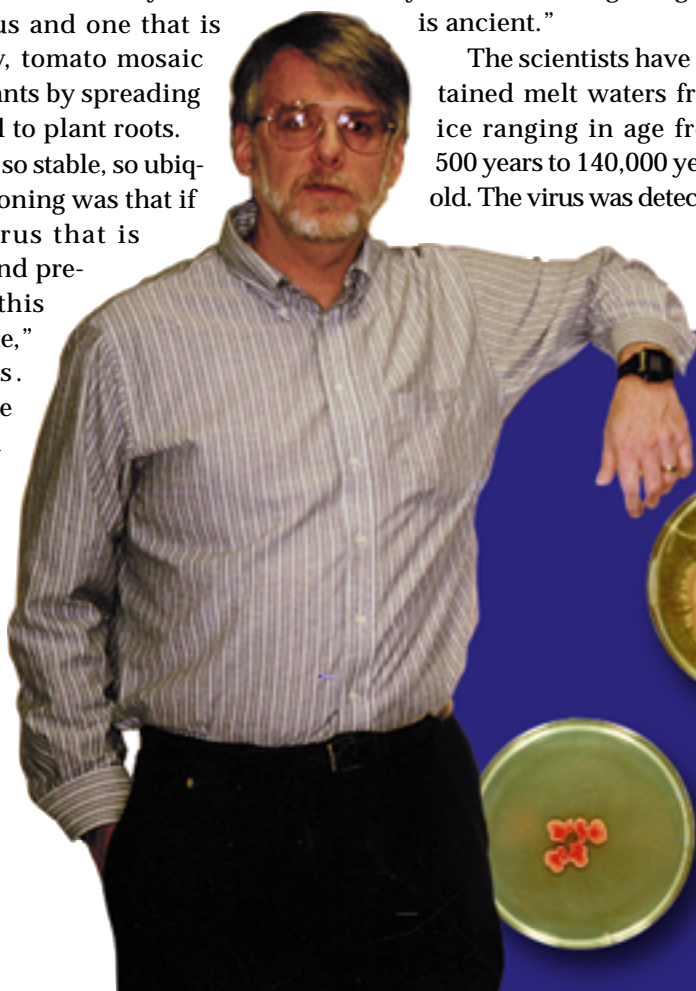 us and one that is
, tomato mosaic
ants by spreading
to plant roots.
so stable, so ubiq-
oning was that if
rus that is
nd pre-
this
e,”
s.
e
is ancient.”
The scientists have
tained melt waters fr
ice ranging in age fr
500 years to 140,000 ye
old. The virus was detec